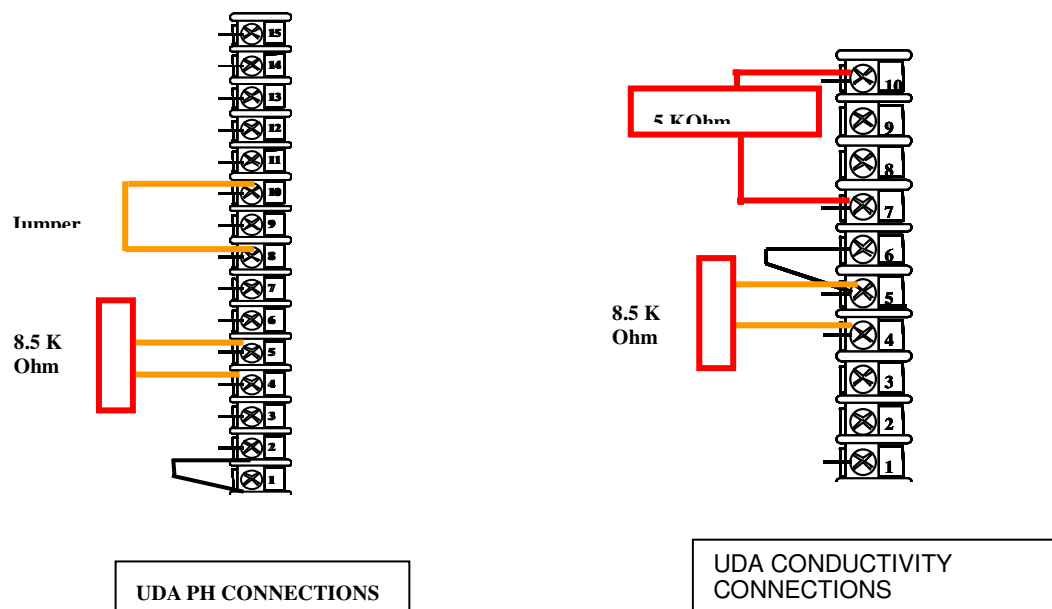 15
14
13
12
11
10
9
8
7
6
5
4
3
2
1
Jumper
8.5 K
Ohm
UDA PH CONNECTIONS
10
9
8
7
6
5
4
3
2
1
5 KOhm
8.5 K
Ohm
UDA CONDUCTIVITY
CONNECTIONS